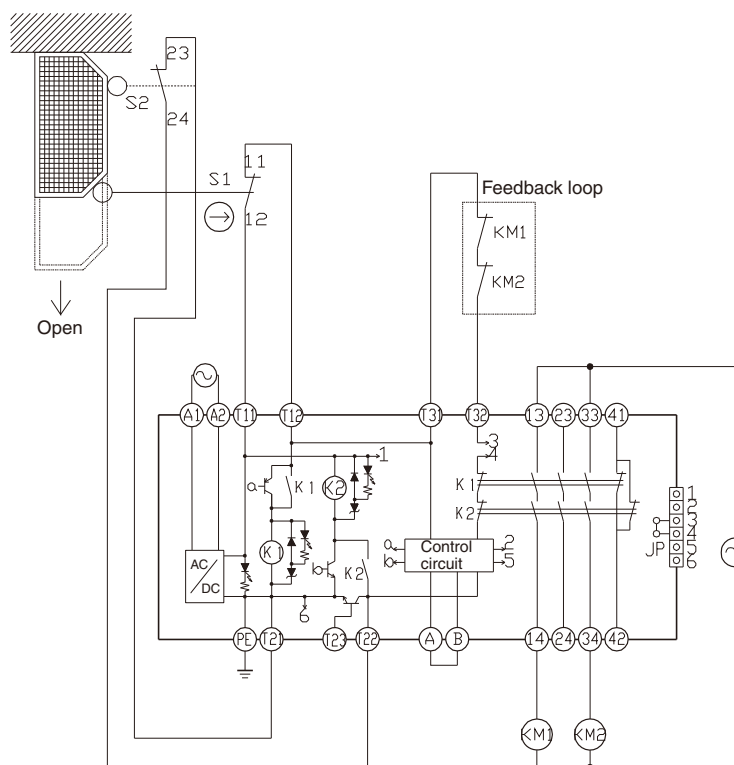 23
S2
24
11
S1
12
Feedback loop
KM1
KM2
Open
A1 A2 T11 T12 T31 T32 13 23 33 41
1
3
4
a
K1
K2
K1
K2
K1
b
K2
a
b
Control
circuit
2
5
AC
DC
6
1
2
3
4
5
6
JP
PE T21 T23 T22 A B 14 24 34 42
KM1 KM2